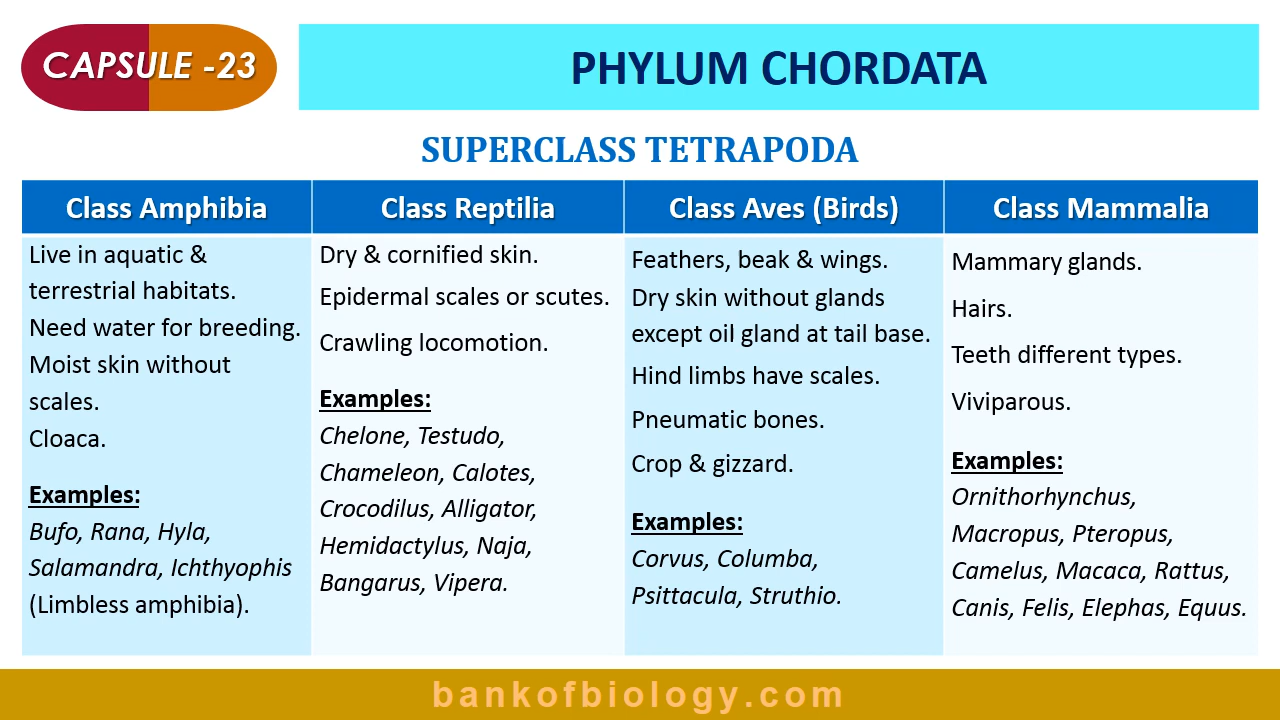 CAPSULE -23
PHYLUM CHORDATA
SUPERCLASS TETRAPODA
Class Amphibia
Live in aquatic &
terrestrial habitats.
Need water for breeding.
Moist skin without
scales.
Cloaca.
Examples:
Bufo, Rana, Hyla,
Salamandra, Ichthyophis
(Limbless amphibia).
Class Reptilia
Dry & cornified skin.
Epidermal scales or scutes.
Crawling locomotion.
Examples:
Chelone, Testudo,
Chameleon, Calotes,
Crocodilus, Alligator,
Hemidactylus, Naja,
Bangarus, Vipera.
Class Aves (Birds)
Feathers, beak & wings.
Dry skin without glands
except oil gland at tail base.
Hind limbs have scales.
Pneumatic bones.
Crop & gizzard.
Examples:
Corvus, Columba,
Psittacula, Struthio.
Class Mammalia
Mammary glands.
Hairs.
Teeth different types.
Viviparous.
Examples:
Ornithorhynchus,
Macropus, Pteropus,
Camelus, Macaca, Rattus,
Canis, Felis, Elephas, Equus.
bankofbiology.com